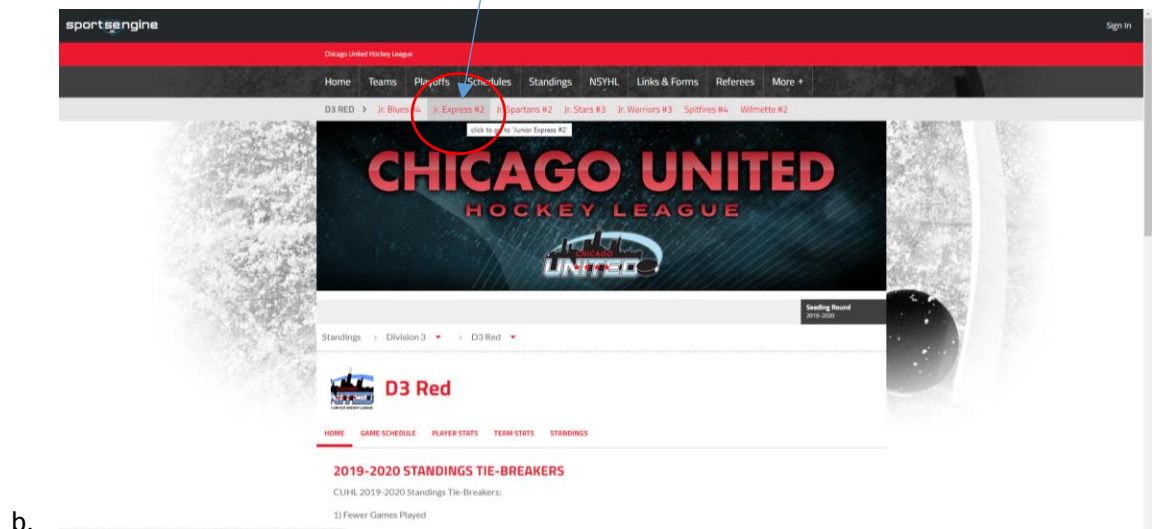 sportsengine
Sign In
Chicago United Hockey League
Home Teams Playoffs Schedules Standings NSYHL Links & Forms Referees More +
D3 RED > Jr. Blues #4 Jr. Express #2 Jr. Spartans #2 Jr. Stars #3 Jr. Warriors #3 Spitfires #4 Wilmette #2
click to go to 'Junior Express #2'
CHICAGO UNITED
HOCKEY LEAGUE
CHICAGO
UNITED
Seeding Round
2019-2020
Standings > Division 3 > D3 Red
D3 Red
HOME GAME SCHEDULE PLAYER STATS TEAM STATS STANDINGS
2019-2020 STANDINGS TIE-BREAKERS
CUHL 2019-2020 Standings Tie-Breakers:
1) Fewer Games Played
b.